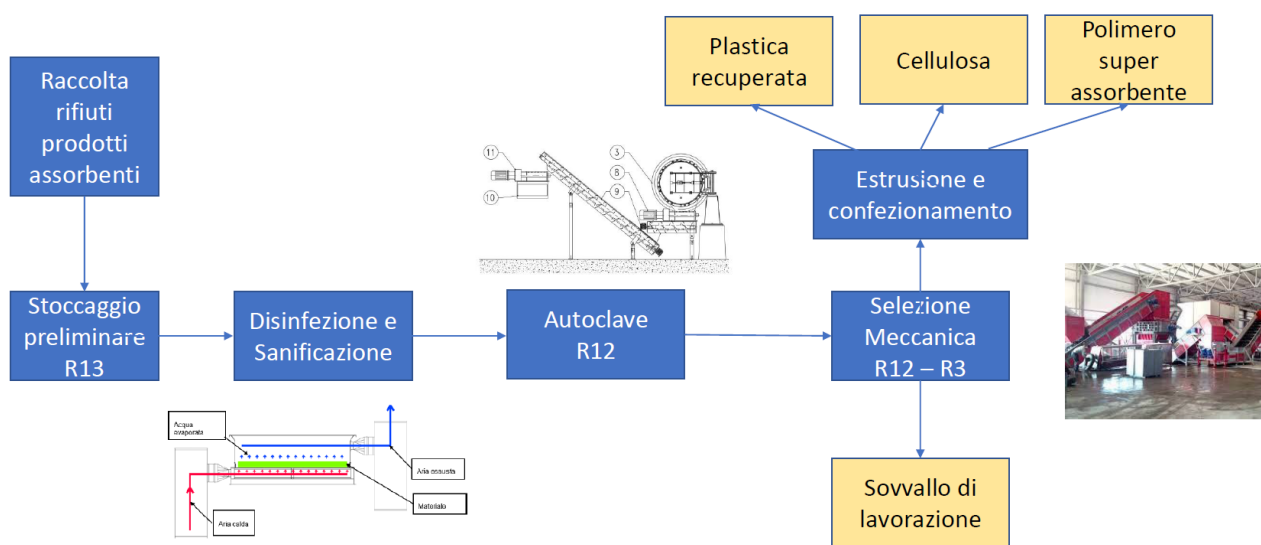 Raccolta
rifiuti
prodotti
assorbenti
Plastica
recuperata
Cellulosa
Polimero
super
assorbente
Estrusione e
confezionamento
11
10
9
3
8
Stoccaggio
preliminare
R13
Disinfezione e
Sanificazione
Autoclave
R12
Selezione
Meccanica
R12 – R3
Acqua
evaporata
Aria esausta
Materiale
Aria calda
Sovvallo di
lavorazione